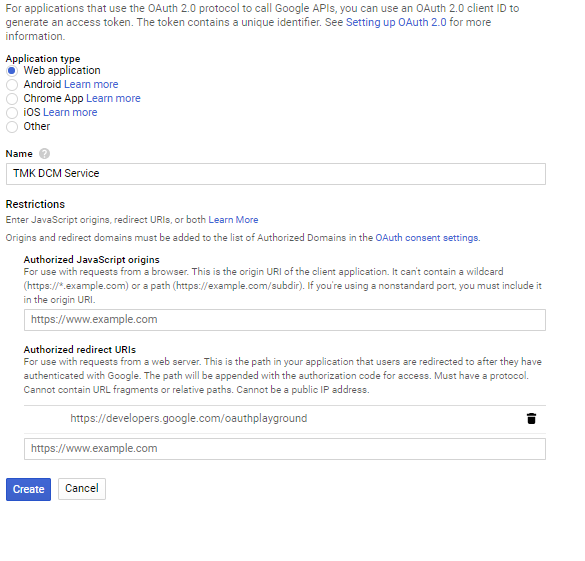 For applications that use the OAuth 2.0 protocol to call Google APIs, you can use an OAuth 2.0 client ID to
generate an access token. The token contains a unique identifier. See Setting up OAuth 2.0 for more
information.
Application type
Web application
Android Learn more
Chrome App Learn more
iOS Learn more
Other
Name ?
TMK DCM Service
Restrictions
Enter JavaScript origins, redirect URIs, or both Learn More
Origins and redirect domains must be added to the list of Authorized Domains in the OAuth consent settings.
Authorized JavaScript origins
For use with requests from a browser. This is the origin URI of the client application. It can't contain a wildcard
(https://*.example.com) or a path (https://example.com/subdir). If you're using a nonstandard port, you must include it
in the origin URI.
https://www.example.com
Authorized redirect URIs
For use with requests from a web server. This is the path in your application that users are redirected to after they have
authenticated with Google. The path will be appended with the authorization code for access. Must have a protocol.
Cannot contain URL fragments or relative paths. Cannot be a public IP address.
https://developers.google.com/oauthplayground
https://www.example.com
Create Cancel